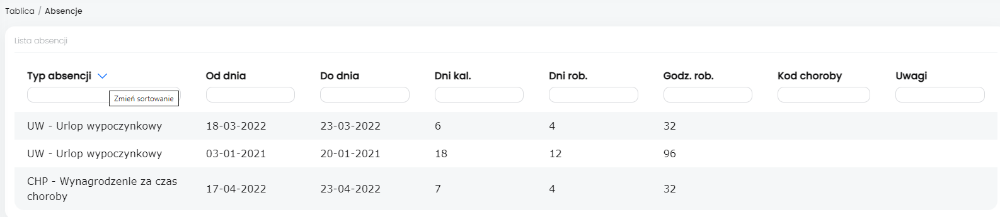 Tablica / Absencje
Lista absencji
Typ absencji Od dnia Do dnia Dni kal. Dni rob. Godz. rob. Kod choroby Uwagi
Zmień sortowanie
UW - Urlop wypoczynkowy 18-03-2022 23-03-2022 6 4 32
UW - Urlop wypoczynkowy 03-01-2021 20-01-2021 18 12 96
CHP - Wynagrodzenie za czas
choroby 17-04-2022 23-04-2022 7 4 32